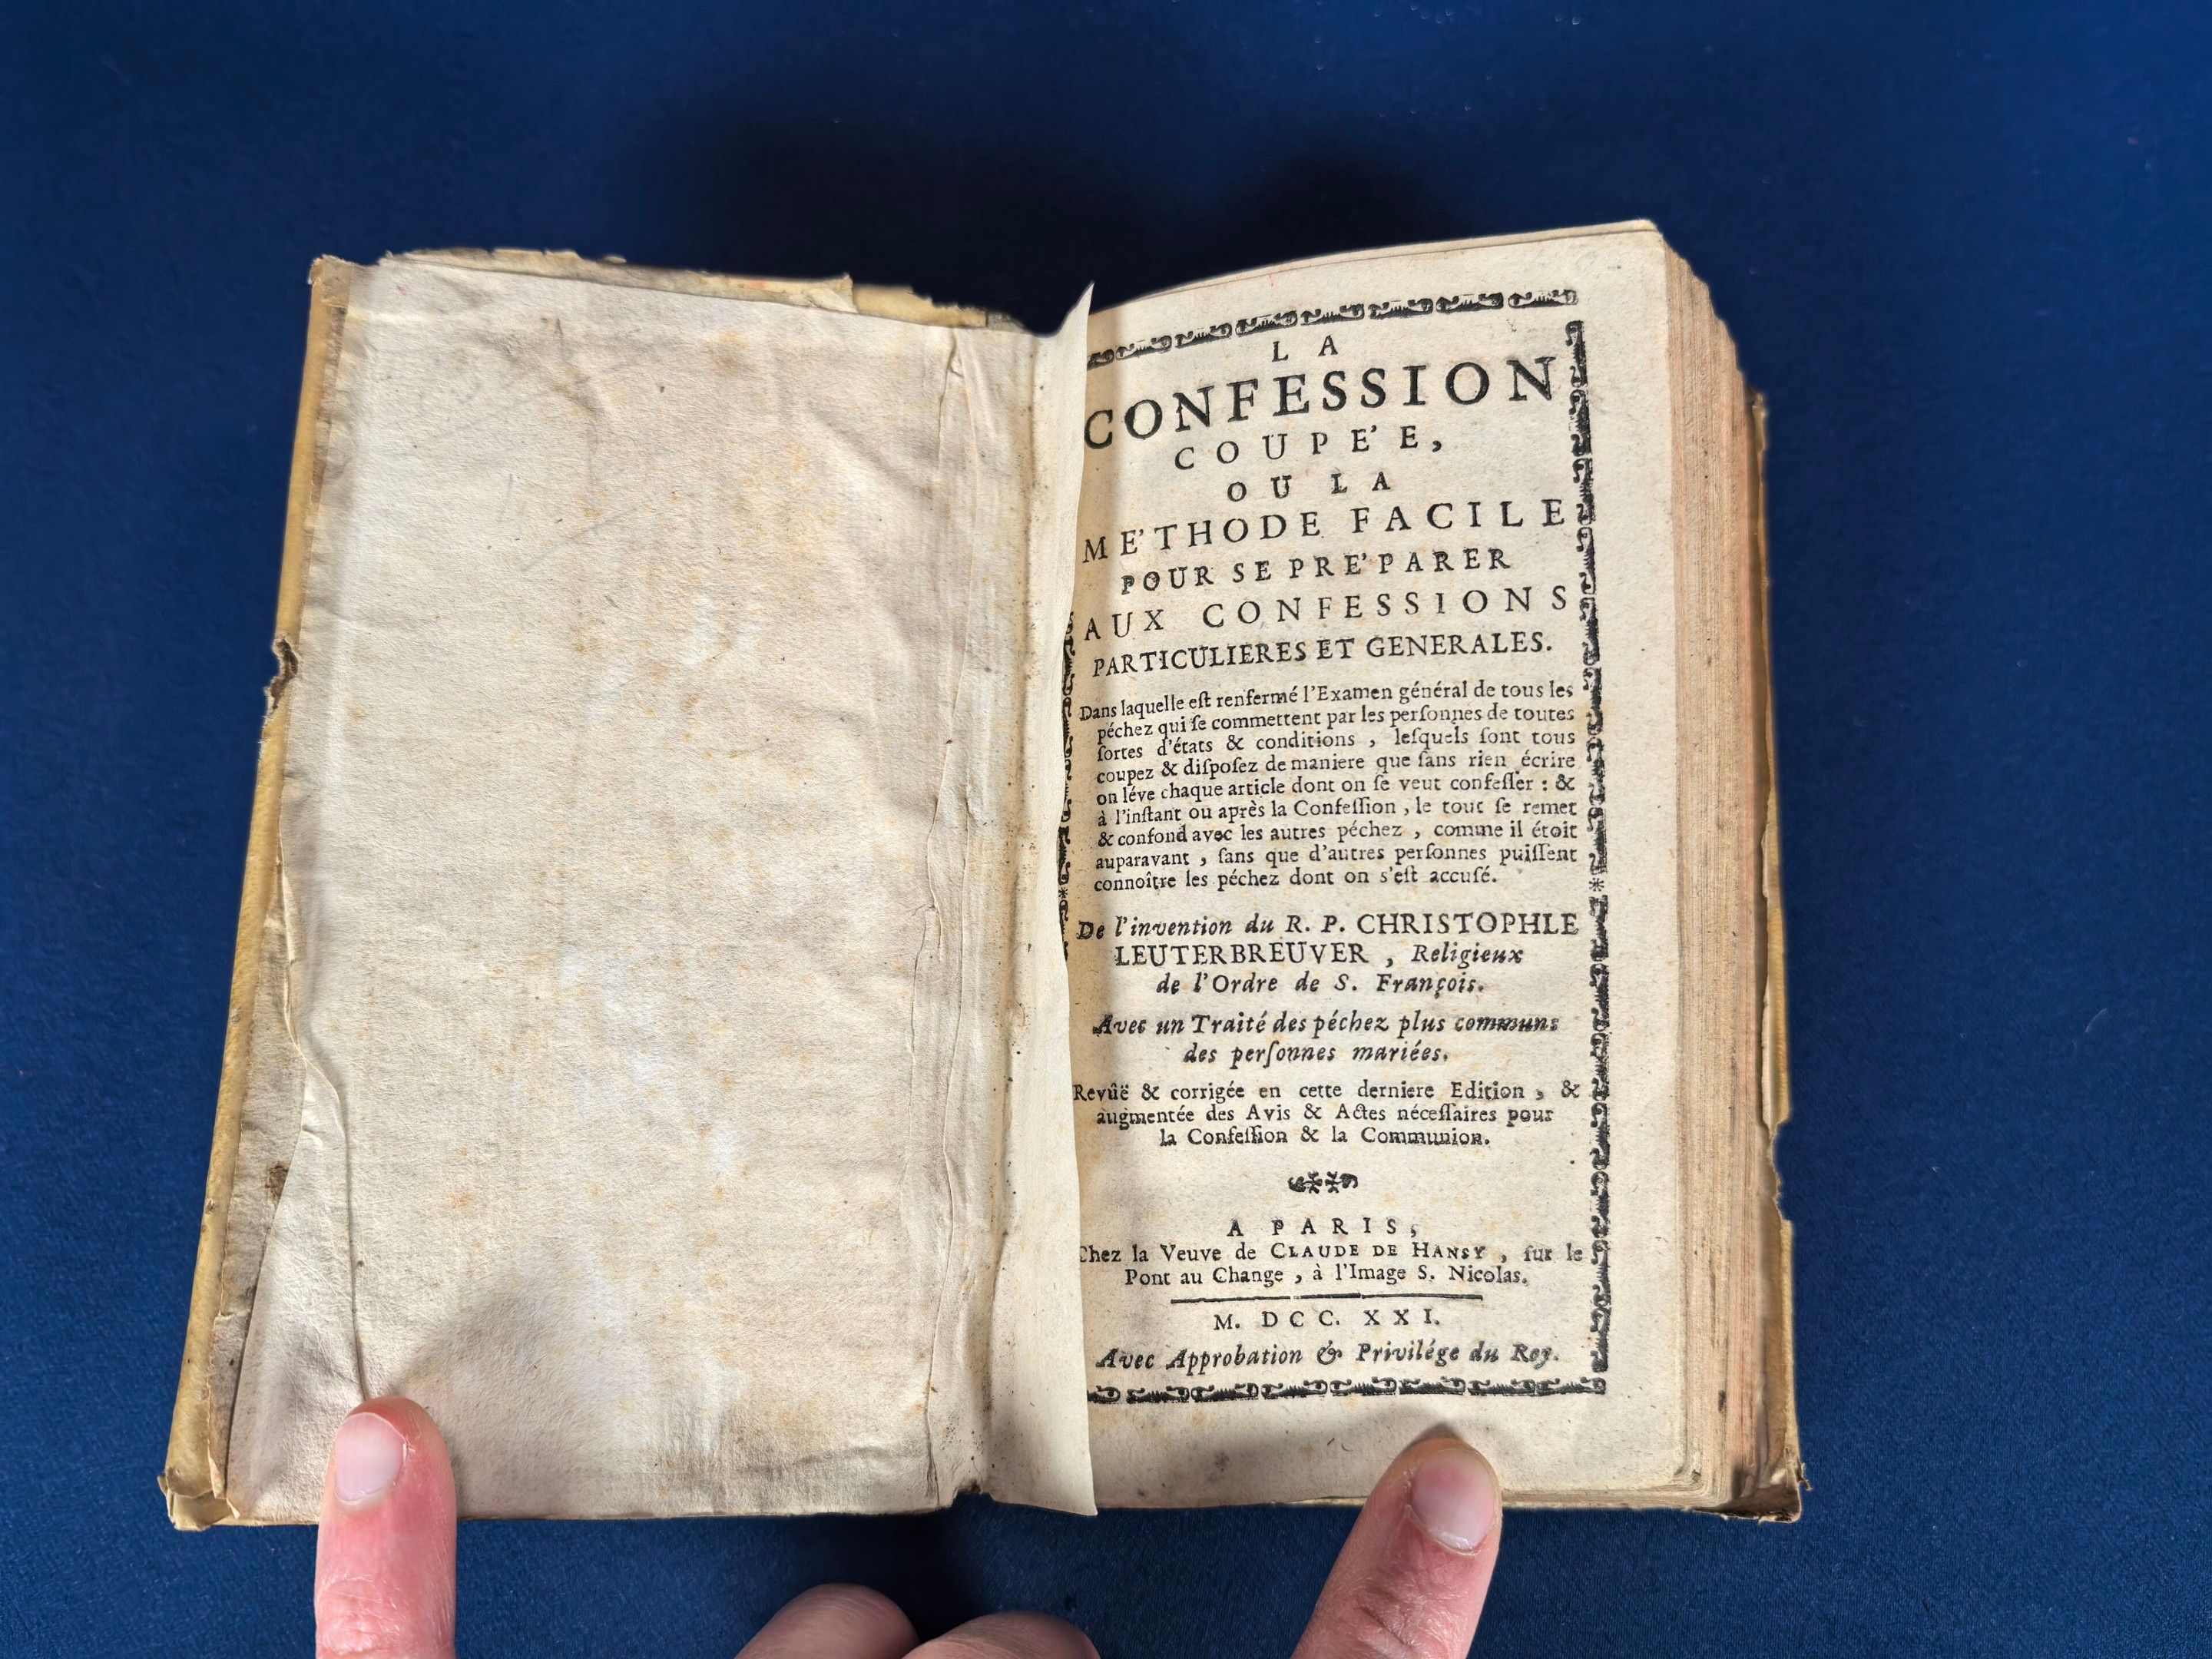 LA
CONFESSION
COUPE'E,
OU LA
ME'THODE FACILE
POUR SE PRE'PARER
AUX CONFESSIONS
PARTICULIERES ET GENERALES.
Dans laquelle eſt renfermé l'Examen général de tous les
péchez qui ſe commettent par les perſonnes de toutes
ſortes d'états & conditions, leſquels ſont tous
coupez & diſpoſez de maniere que ſans rien écrire
on léve chaque article dont on ſe veut confeſſer : &
à l'inſtant ou après la Confeſſion, le tout ſe remet
& confond avec les autres péchez, comme il étoit
auparavant, ſans que d'autres perſonnes puiſſent
connoître les péchez dont on s'eſt accuſé.
De l'invention du R. P. CHRISTOPHLE
LEUTERBREUVER, Religieux
de l'Ordre de S. François.
Avec un Traité des péchez plus communs
des perſonnes mariées.
Revûë & corrigée en cette derniere Edition, &
augmentée des Avis & Actes néceſſaires pour
la Confeſſion & la Communion.
A PARIS,
Chez la Veuve de CLAUDE DE HANSY, ſur le
Pont au Change, à l'Image S. Nicolas.
M. DCC. XXI.
Avec Approbation & Privilége du Roy.